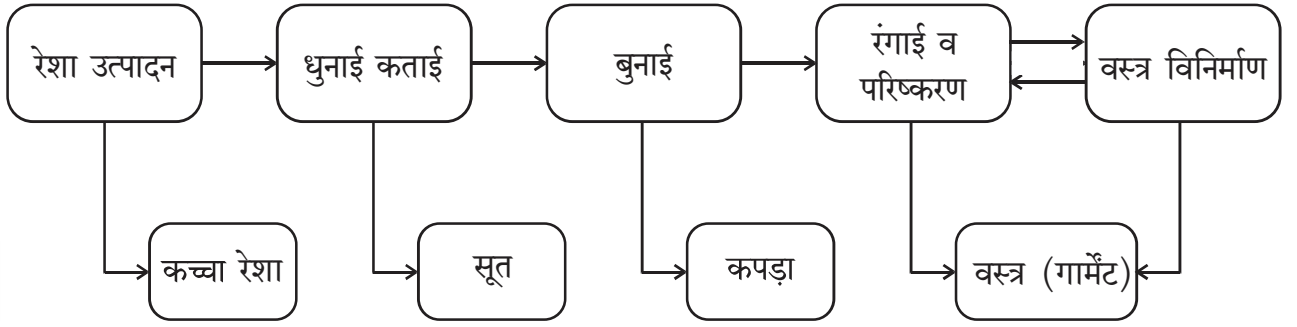 रेशा उत्पादन
धुनाई कताई
बुनाई
रंगाई व
परिष्करण
वस्त्र विनिर्माण
कच्चा रेशा
सूत
कपड़ा
वस्त्र (गार्मेंट)